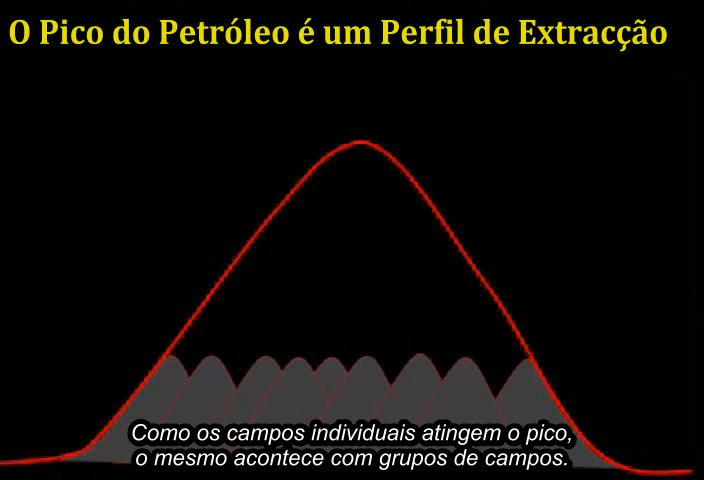 O Pico do Petróleo é um Perfil de Extracção
Como os campos individuais atingem o pico,
o mesmo acontece com grupos de campos.